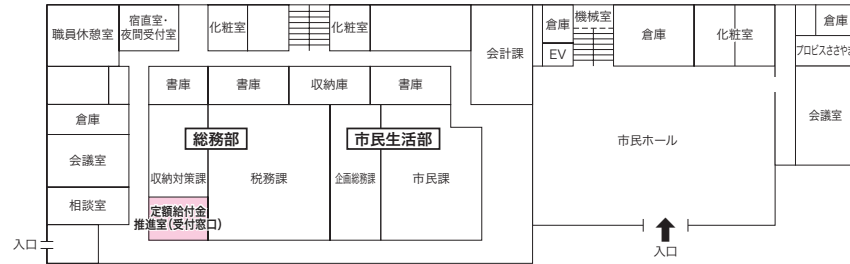 職員休憩室
宿直室・
夜間受付室
化粧室
化粧室
会計課
倉庫
EV
機械室
倉庫
化粧室
倉庫
プロビスささやま
会議室
書庫
書庫
収納庫
書庫
倉庫
会議室
相談室
総務部
市民生活部
収納対策課
税務課
企画総務課
市民課
定額給付金
推進室(受付窓口)
市民ホール
入口
入口